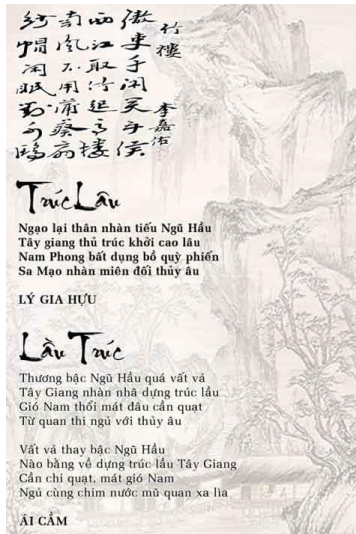 竹樓
李嘉佑
傲吏身闲笑五侯
西江取竹起高楼
南風不用蒲葵扇
纱帽闲眠對水鷗
Trúc Lâu
Ngạo lại thân nhàn tiếu Ngũ Hầu
Tây giang thủ trúc khởi cao lâu
Nam Phong bất dụng bồ quỳ phiến
Sa Mạo nhàn miên đối thủy âu
LÝ GIA HỰU
Lầu Trúc
Thương bậc Ngũ Hầu quá vất vả
Tây Giang nhàn nhã dựng trúc lầu
Gió Nam thổi mát đâu cần quạt
Từ quan thi ngủ với thủy âu
Vất vả thay bậc Ngũ Hầu
Nào bằng về dựng trúc lầu Tây Giang
Cần chi quạt, mát gió Nam
Ngủ cùng chim nước mũ quan xa lìa
ÁI CẦM